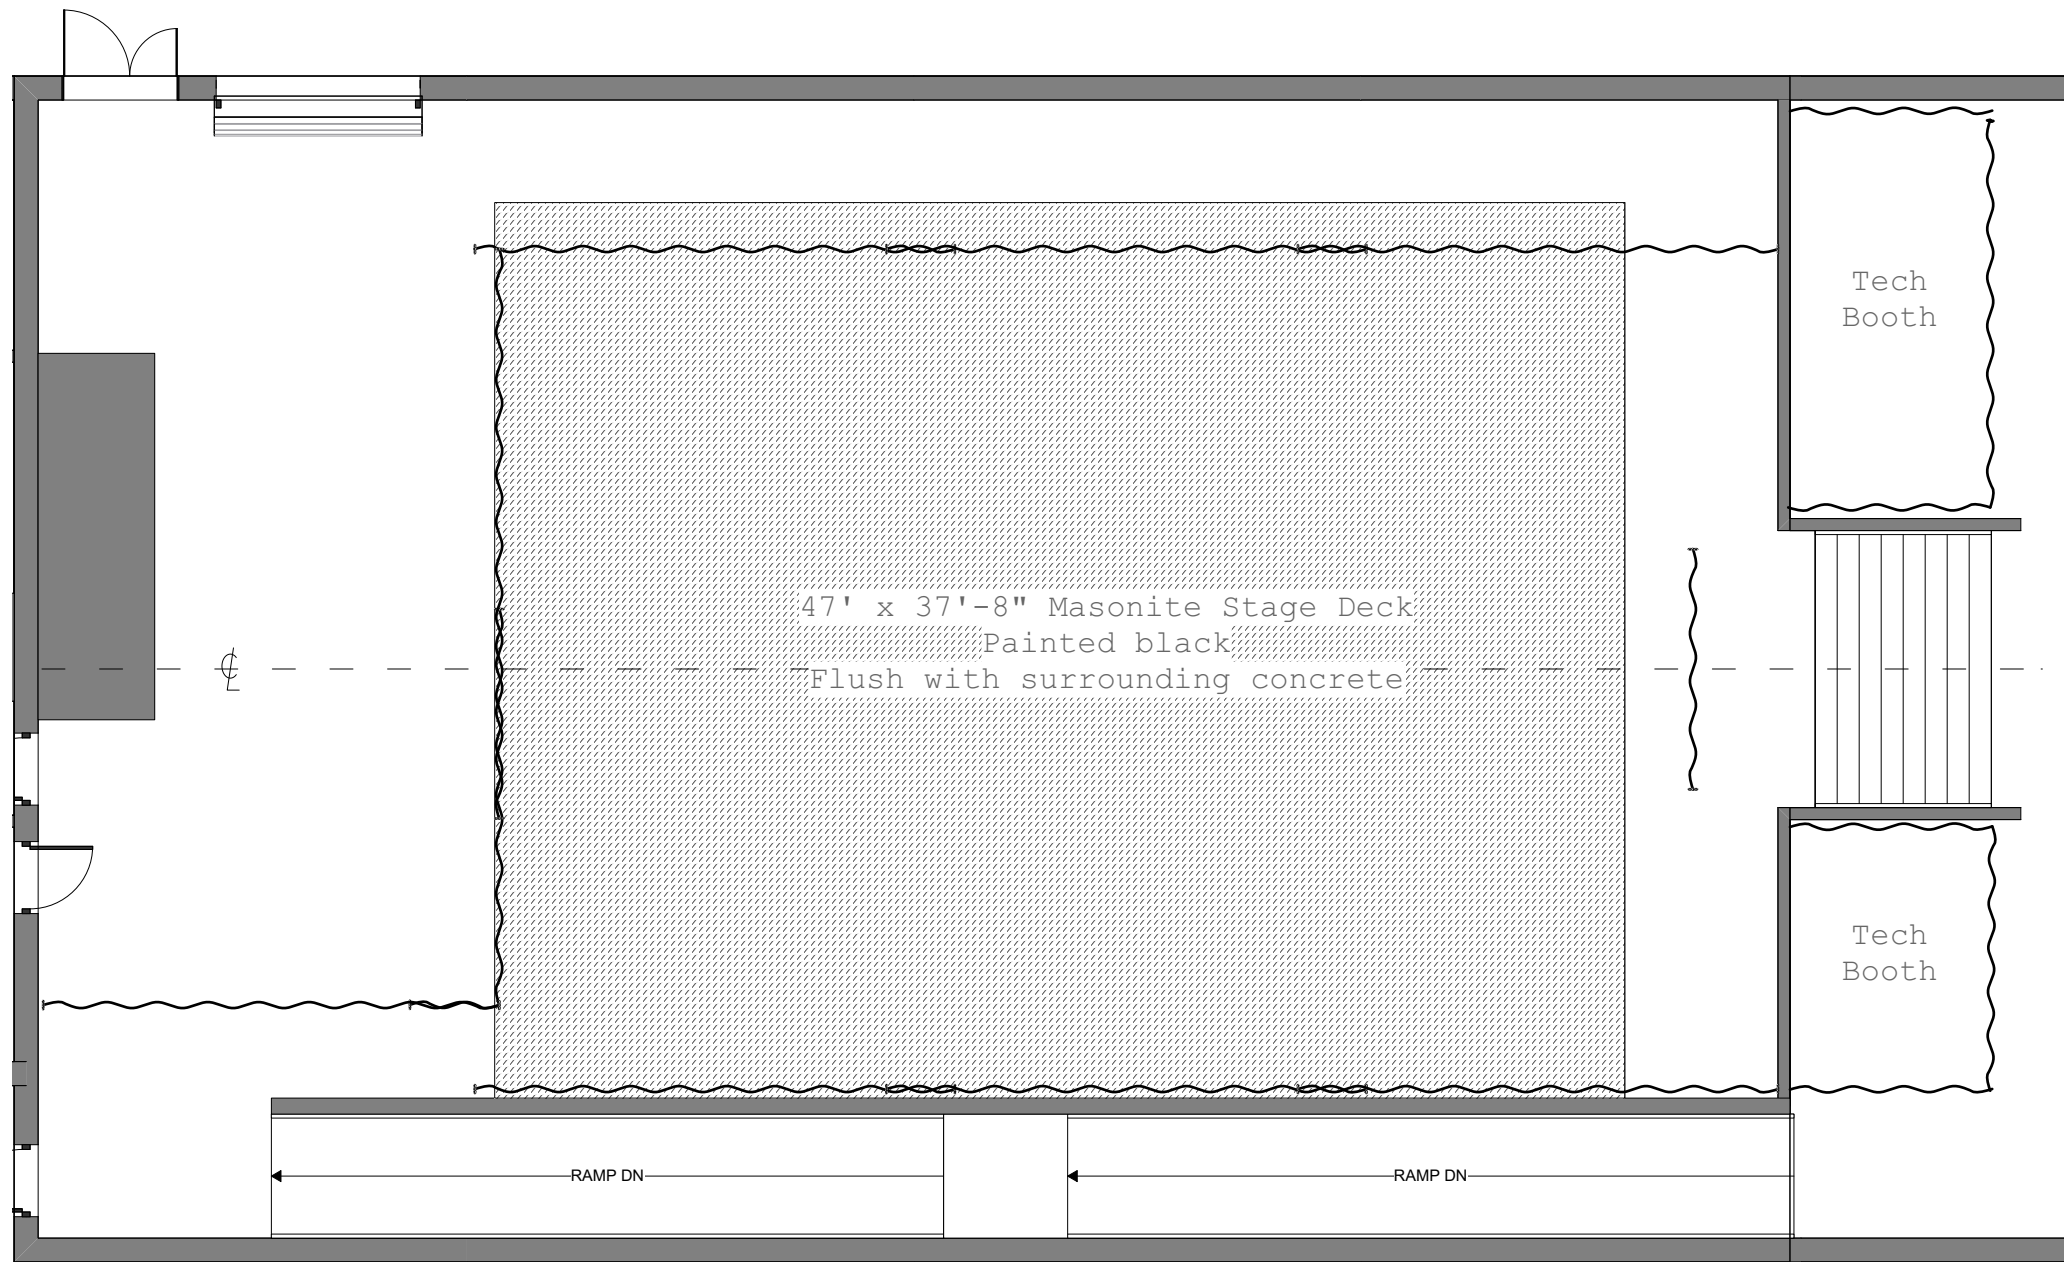 Tech
Booth
47' x 37'-8" Masonite Stage Deck
Painted black
Flush with surrounding concrete
℄
Tech
Booth
RAMP DN
RAMP DN